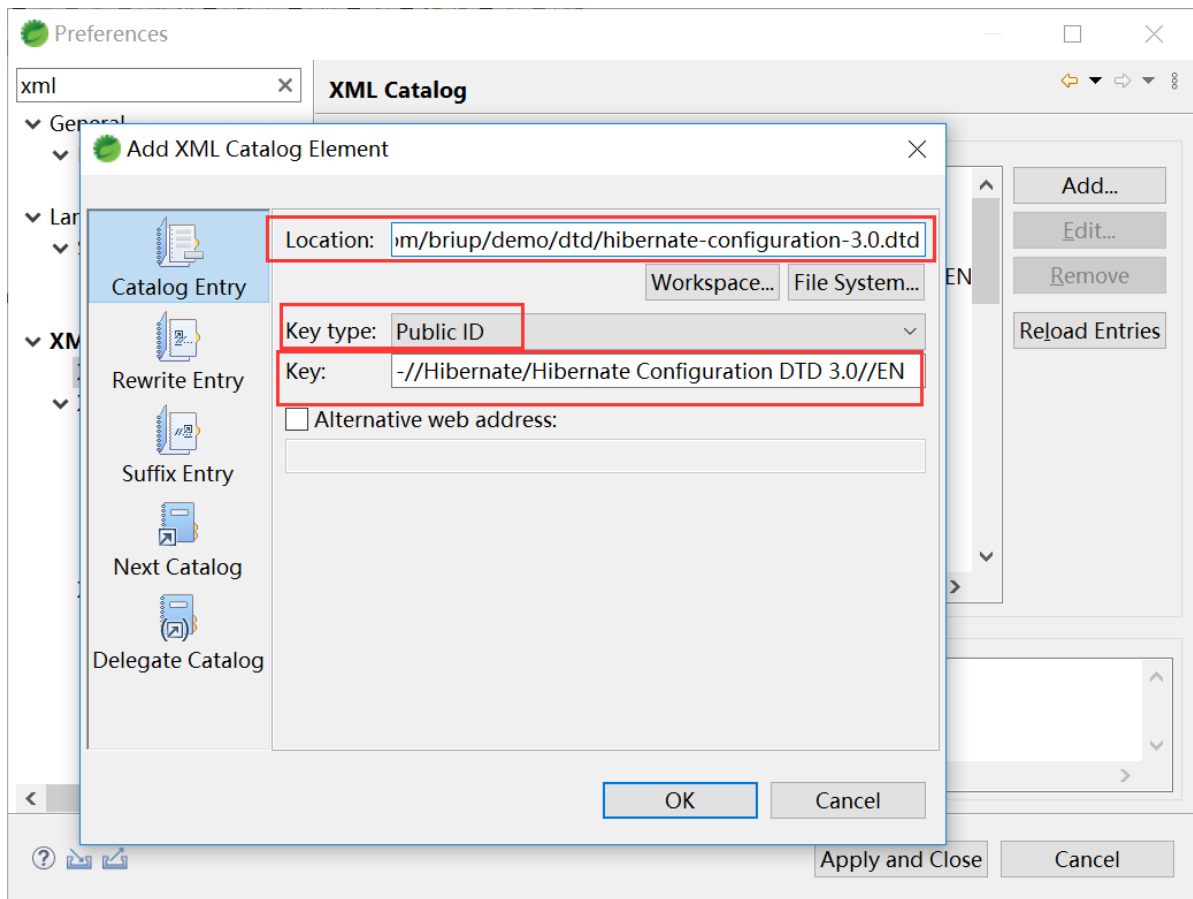 Preferences
xml
XML Catalog
General
Add XML Catalog Element
Add...
Edit...
Remove
Reload Entries
Location: om/briup/demo/dtd/hibernate-configuration-3.0.dtd
Workspace... File System...
Key type: Public ID
Key: -//Hibernate/Hibernate Configuration DTD 3.0//EN
Alternative web address:
Catalog Entry
Rewrite Entry
Suffix Entry
Next Catalog
Delegate Catalog
EN
OK Cancel
Apply and Close Cancel